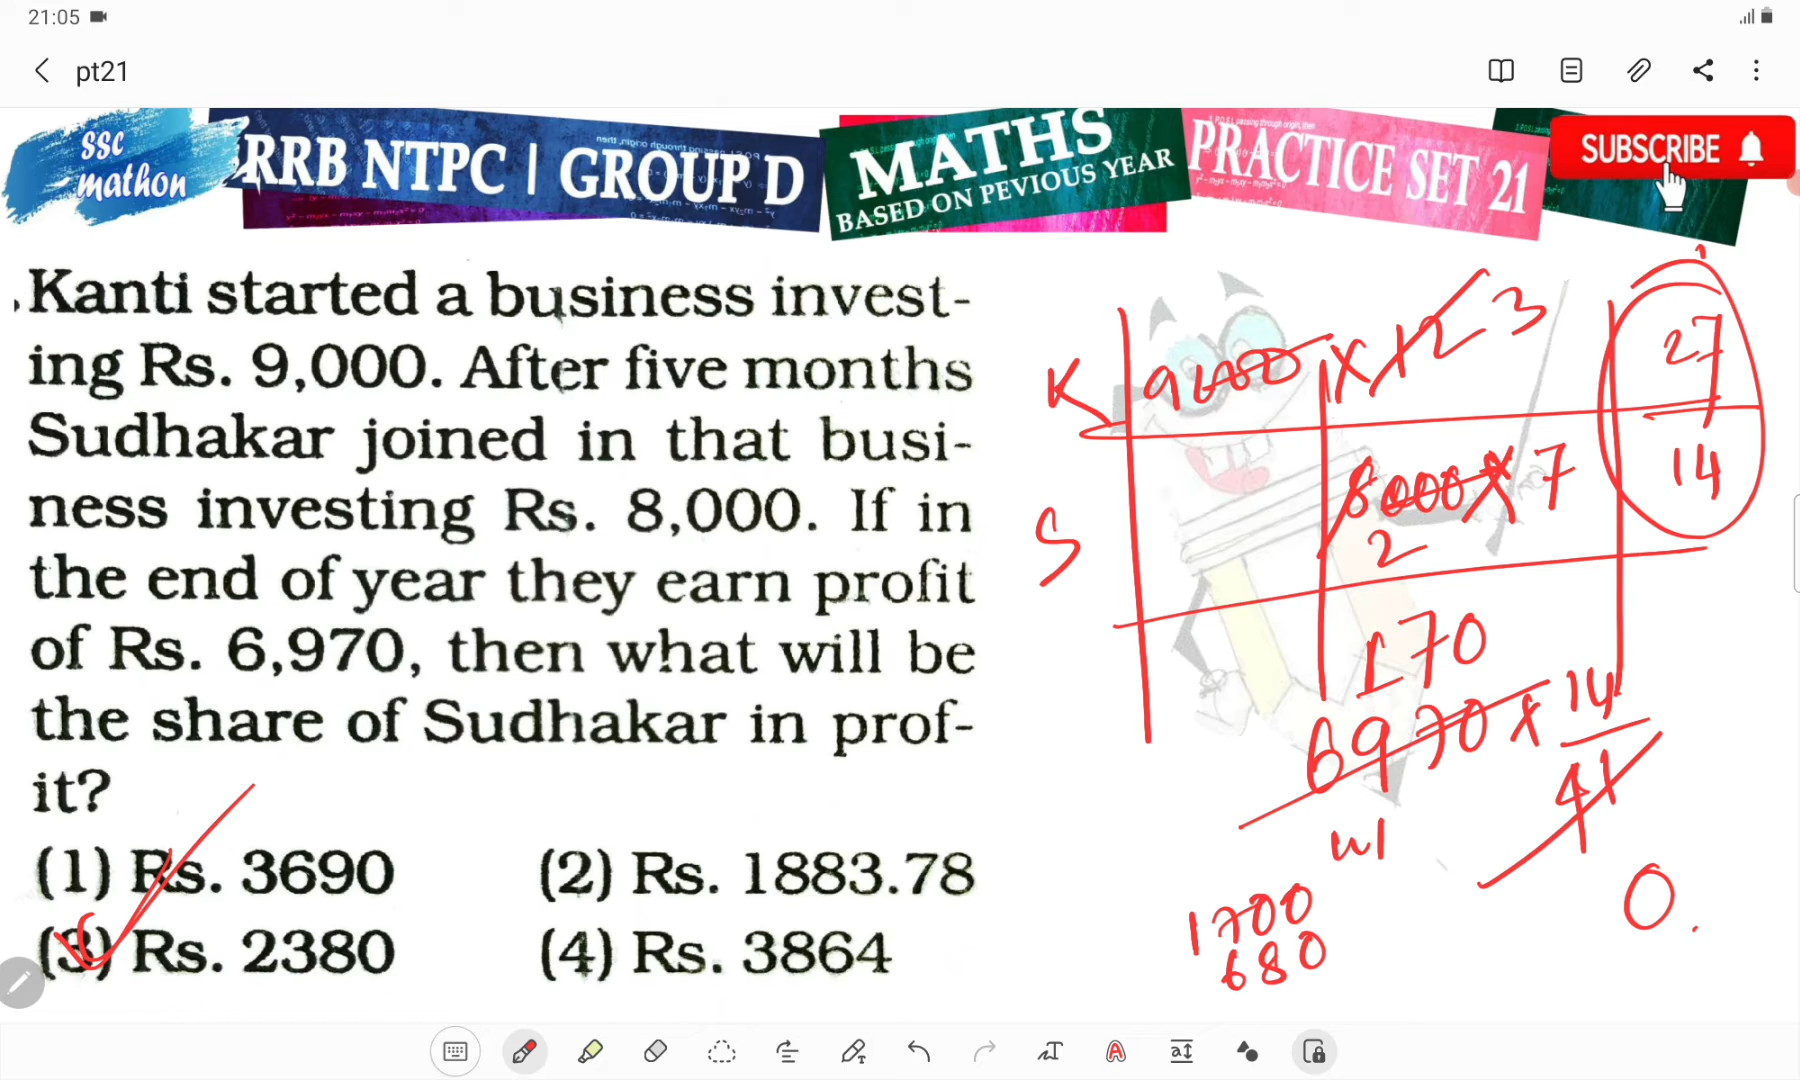 21:05
pt21
ssc
mathon
RRB NTPC | GROUP D
MATHS
BASED ON PEVIOUS YEAR
PRACTICE SET 21
SUBSCRIBE
Kanti started a business invest-
ing Rs. 9,000. After five months
Sudhakar joined in that busi-
ness investing Rs. 8,000. If in
the end of year they earn profit
of Rs. 6,970, then what will be
the share of Sudhakar in prof-
it?
(1) Rs. 3690 (2) Rs. 1883.78
(3) Rs. 2380 (4) Rs. 3864
K 9000 x 12 3 27
S 8000 x 7 14
2
170
6970 x 14
41
41
1700
680
0.